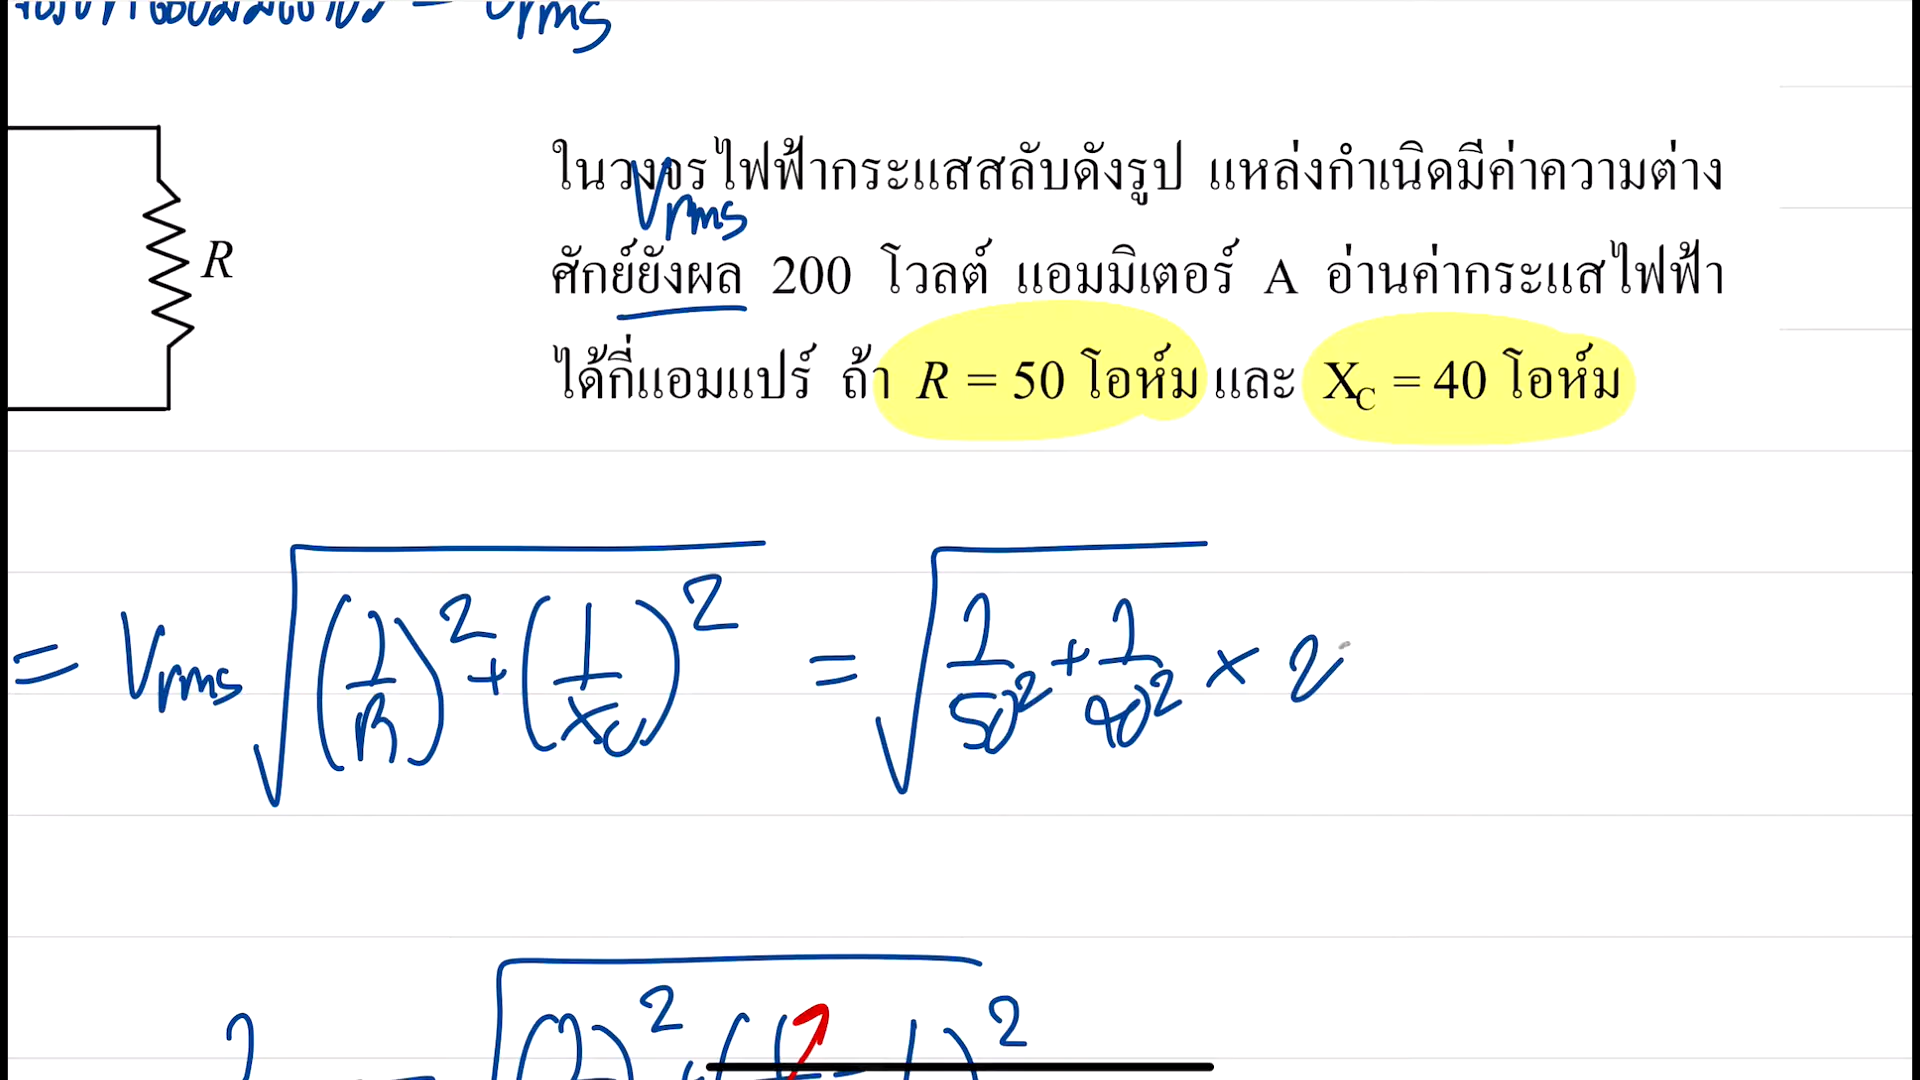 = Vrms
R
ในวงจรไฟฟ้ากระแสสลับดังรูป แหล่งกำเนิดมีค่าความต่าง
Vrms
ศักย์ยังผล 200 โวลต์ แอมมิเตอร์ A อ่านค่ากระแสไฟฟ้า
ได้กี่แอมแปร์ ถ้า R = 50 โอห์ม และ X_C = 40 โอห์ม
= Vrms √((1/R)² + (1/Xc)²) = √(1/50² + 1/40²) × 2